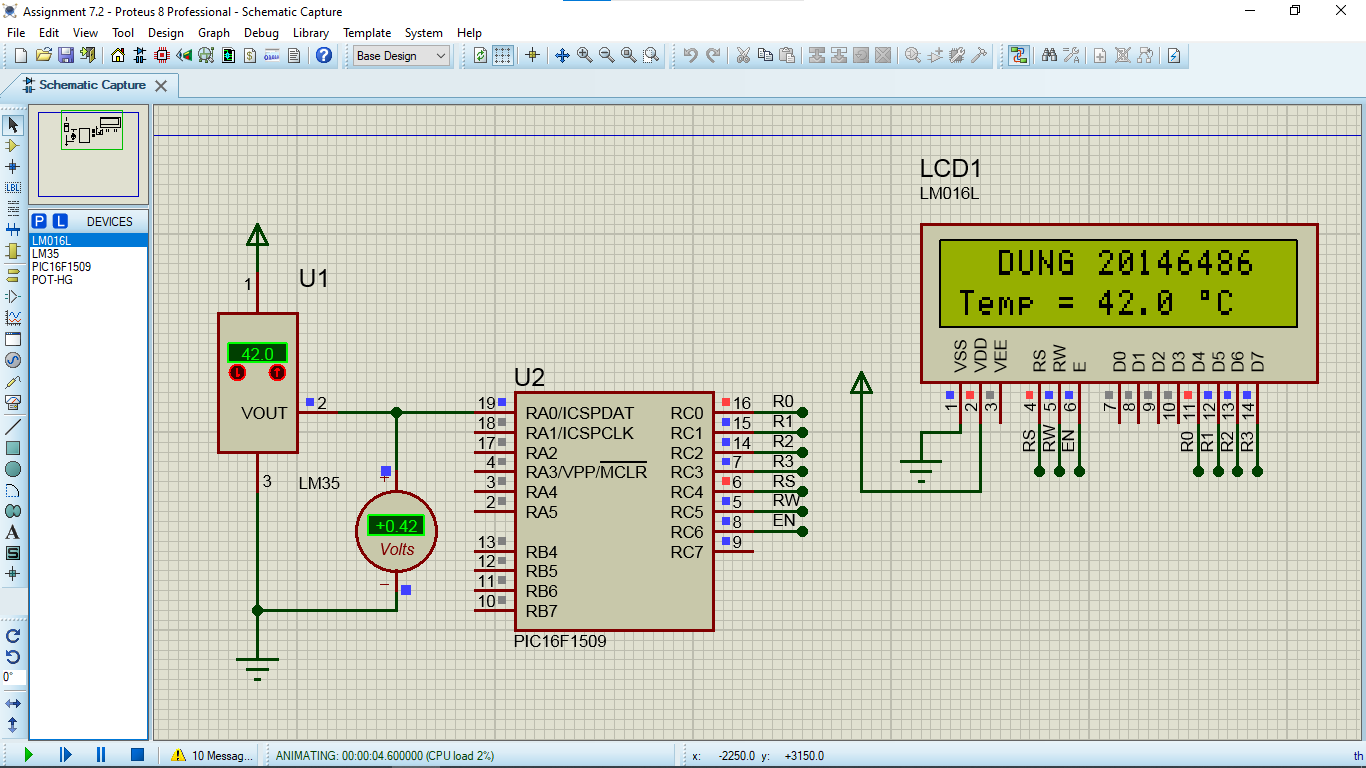 Assignment 7.2 - Proteus 8 Professional - Schematic Capture
File Edit View Tool Design Graph Debug Library Template System Help
Base Design
Schematic Capture
P L DEVICES
LM016L
LM35
PIC16F1509
POT-HG
LBL
A
S
0°
1
U1
42.0
VOUT
2
3
LM35
+
+0.42
Volts
−
U2
19 RA0/ICSPDAT
18 RA1/ICSPCLK
17 RA2
4 RA3/VPP/MCLR
3 RA4
2 RA5
13 RB4
12 RB5
11 RB6
10 RB7
RC0 16 R0
RC1 15 R1
RC2 14 R2
RC3 7 R3
RC4 6 RS
RC5 5 RW
RC6 8 EN
RC7 9
PIC16F1509
LCD1
LM016L
DUNG 20146486
Temp = 42.0 °C
VSS VDD VEE RS RW E D0 D1 D2 D3 D4 D5 D6 D7
1 2 3 4 5 6 7 8 9 10 11 12 13 14
RS RW EN R0 R1 R2 R3
10 Messag... ANIMATING: 00:00:04.600000 (CPU load 2%) x: -2250.0 y: +3150.0 th